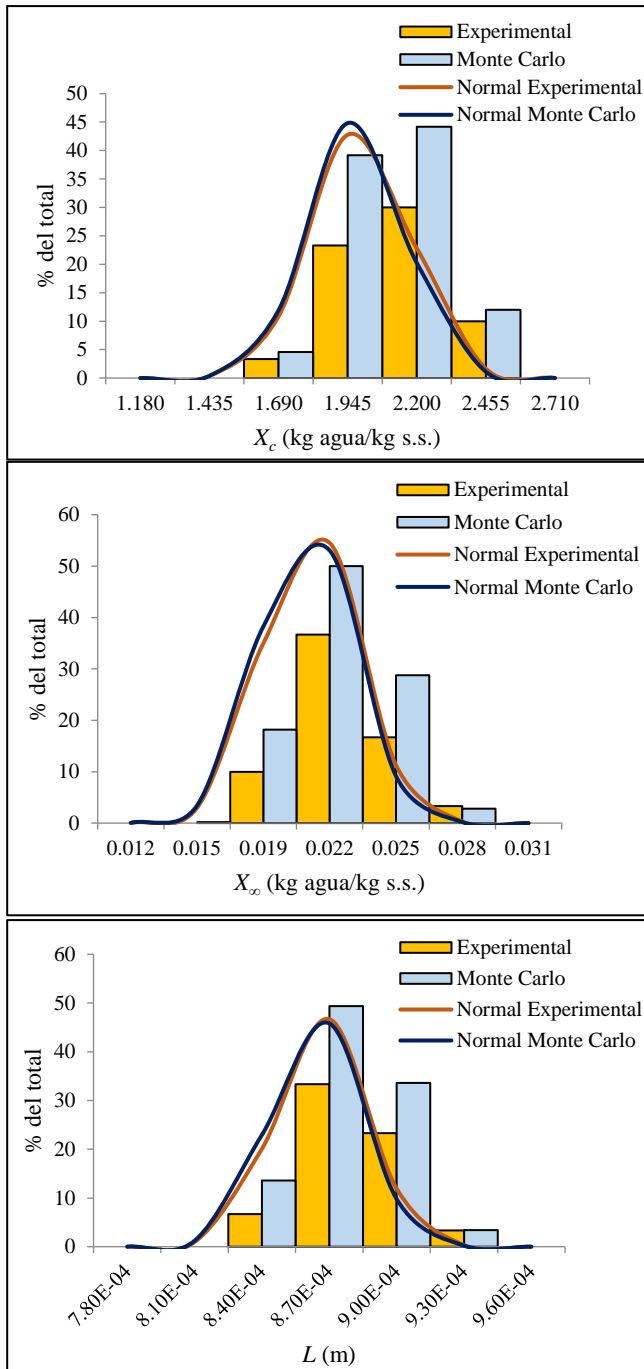 Experimental
Monte Carlo
Normal Experimental
Normal Monte Carlo
50
45
40
35
30
25
20
15
10
5
0
% del total
1.180 1.435 1.690 1.945 2.200 2.455 2.710
X_c (kg agua/kg s.s.)
Experimental
Monte Carlo
Normal Experimental
Normal Monte Carlo
60
50
40
30
20
10
0
% del total
0.012 0.015 0.019 0.022 0.025 0.028 0.031
X_∞ (kg agua/kg s.s.)
Experimental
Monte Carlo
Normal Experimental
Normal Monte Carlo
60
50
40
30
20
10
0
% del total
7.80E-04 8.10E-04 8.40E-04 8.70E-04 9.00E-04 9.30E-04 9.60E-04
L (m)